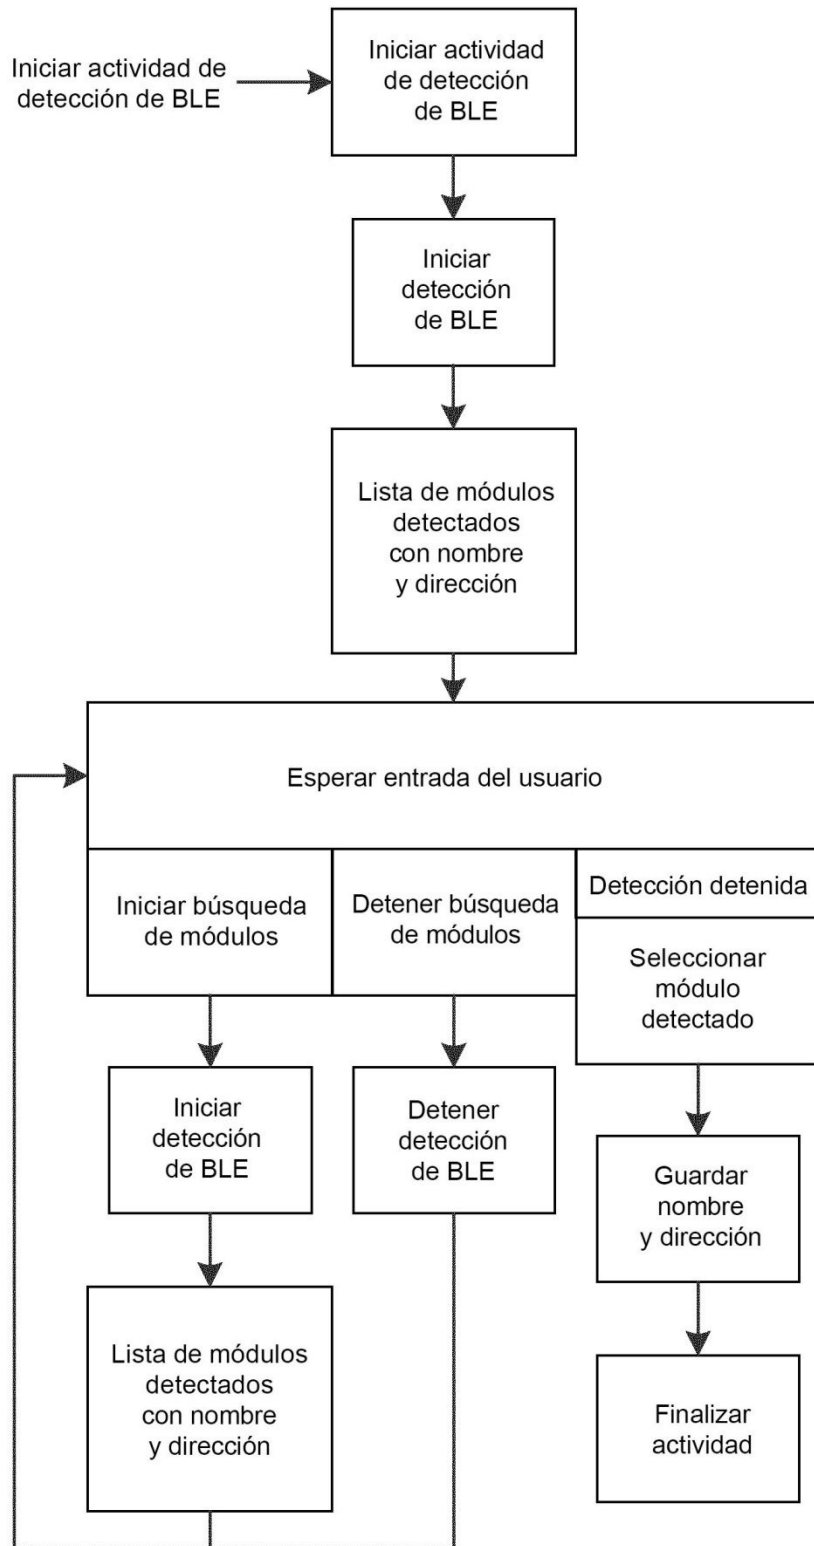 Iniciar actividad de
detección de BLE
Iniciar actividad
de detección
de BLE
Iniciar
detección
de BLE
Lista de módulos
detectados
con nombre
y dirección
Esperar entrada del usuario
Iniciar búsqueda
de módulos
Detener búsqueda
de módulos
Detección detenida
Seleccionar
módulo
detectado
Iniciar
detección
de BLE
Detener
detección
de BLE
Guardar
nombre
y dirección
Lista de módulos
detectados
con nombre
y dirección
Finalizar
actividad